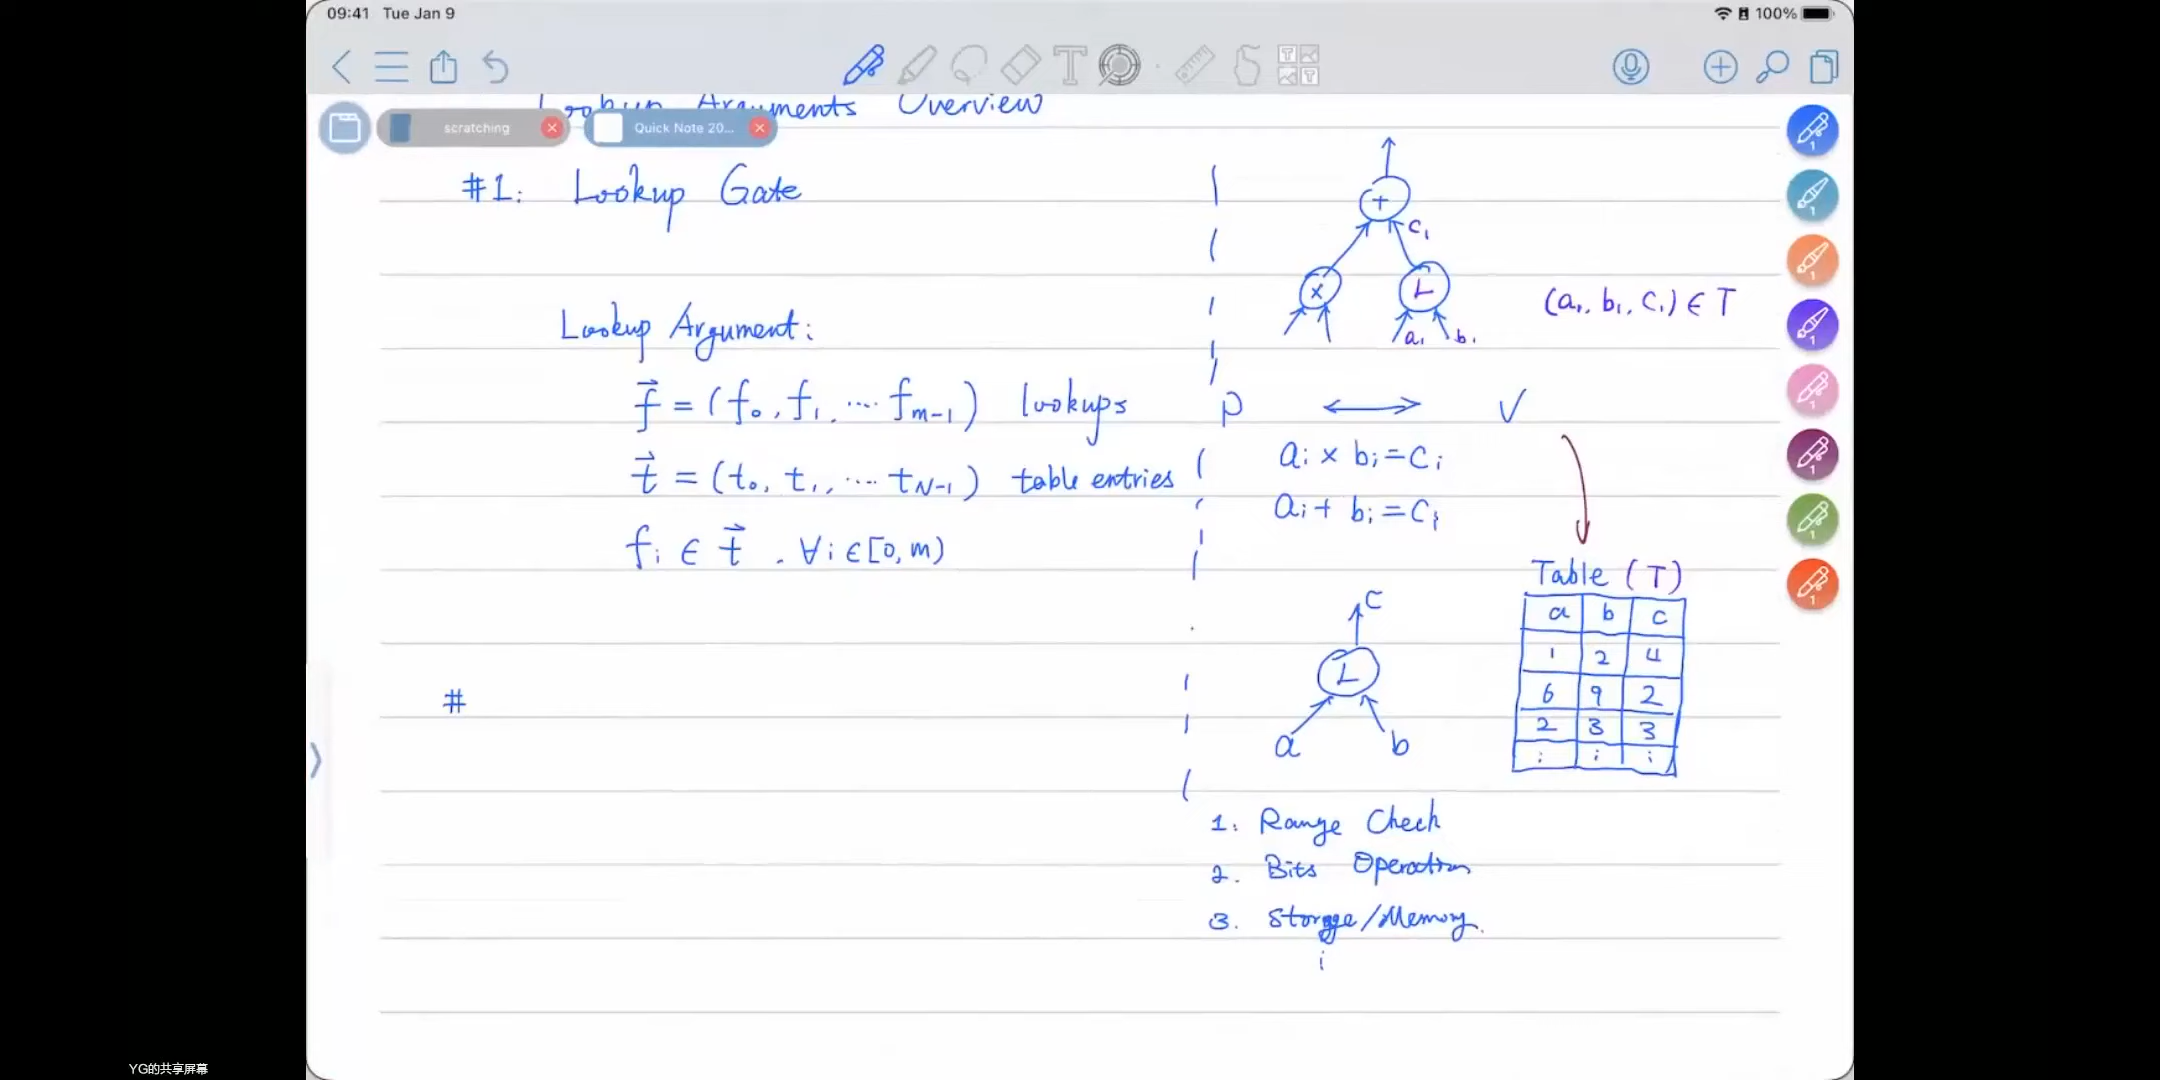 09:41 Tue Jan 9
100%
Lookup Arguments Overview
scratching
Quick Note 20...
#1: Lookup Gate
Lookup Argument:
f⃗ = (f₀, f₁, ... fₘ₋₁) lookups
t⃗ = (t₀, t₁, ... t_N₋₁) table entries
fᵢ ∈ t⃗ . ∀i ∈ [0, m)
#
+
c₁
×
L
a₁
b₁
(a₁, b₁, c₁) ∈ T
P ⟷ V
aᵢ × bᵢ = cᵢ
aᵢ + bᵢ = cᵢ
c
L
a b
Table (T)
a b c
1 2 4
6 9 2
2 3 3
⋮ ⋮ ⋮
1. Range Check
2. Bits Operation
3. Storage/Memory
⋮
YG的共享屏幕